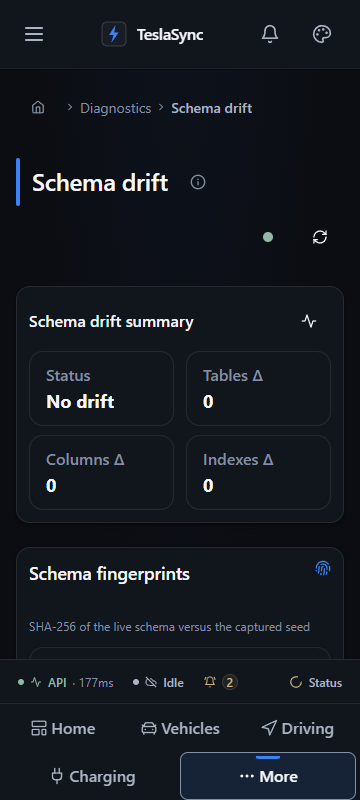 TeslaSync
Diagnostics > Schema drift
Schema drift
Schema drift summary
Status
No drift
Tables Δ
0
Columns Δ
0
Indexes Δ
0
Schema fingerprints
SHA-256 of the live schema versus the captured seed
API · 177ms Idle 2 Status
Home Vehicles Driving
Charging More